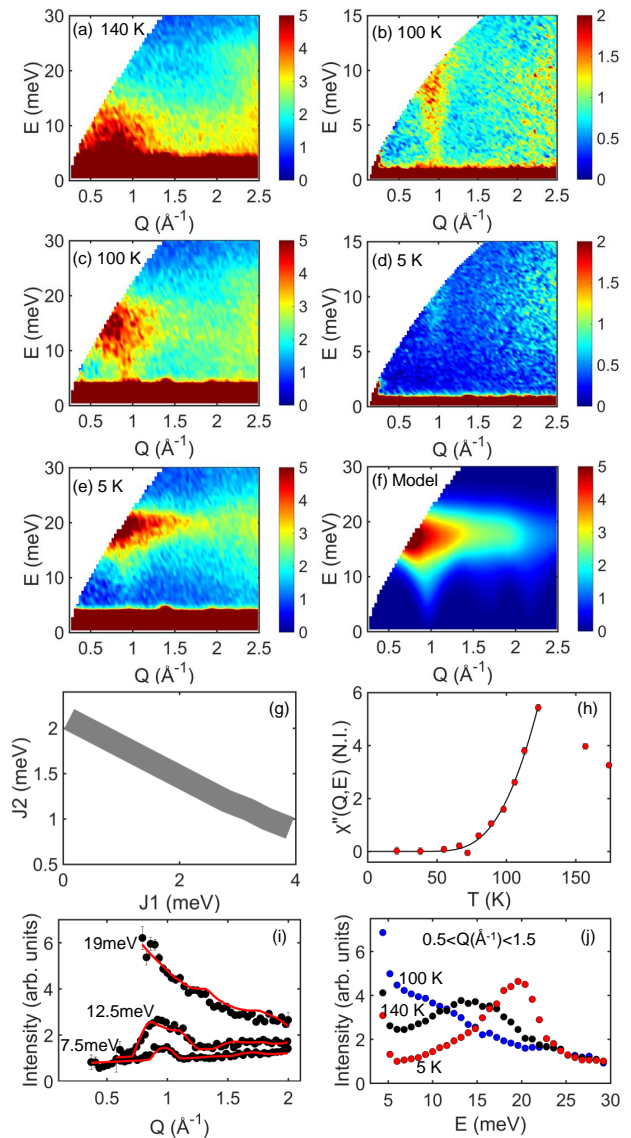 (a) 140 K
E (meV)
30
20
10
0
0.5 1 1.5 2 2.5
Q (Å⁻¹)
5
4
3
2
1
0
(b) 100 K
E (meV)
15
10
5
0
0.5 1 1.5 2 2.5
Q (Å⁻¹)
2
1.5
1
0.5
0
(c) 100 K
E (meV)
30
20
10
0
0.5 1 1.5 2 2.5
Q (Å⁻¹)
5
4
3
2
1
0
(d) 5 K
E (meV)
15
10
5
0
0.5 1 1.5 2 2.5
Q (Å⁻¹)
2
1.5
1
0.5
0
(e) 5 K
E (meV)
30
20
10
0
0.5 1 1.5 2 2.5
Q (Å⁻¹)
5
4
3
2
1
0
(f) Model
E (meV)
30
20
10
0
0.5 1 1.5 2 2.5
Q (Å⁻¹)
5
4
3
2
1
0
(g)
J2 (meV)
2
1.5
1
0.5
0 2 4
J1 (meV)
(h)
χ"(Q,E) (N.I.)
6
4
2
0
0 50 100 150
T (K)
(i)
Intensity (arb. units)
6
4
2
0
19meV
12.5meV
7.5meV
0 0.5 1 1.5 2
Q (Å⁻¹)
(j)
0.5<Q(Å⁻¹)<1.5
Intensity (arb. units)
6
4
2
0
100 K
140 K
5 K
5 10 15 20 25 30
E (meV)